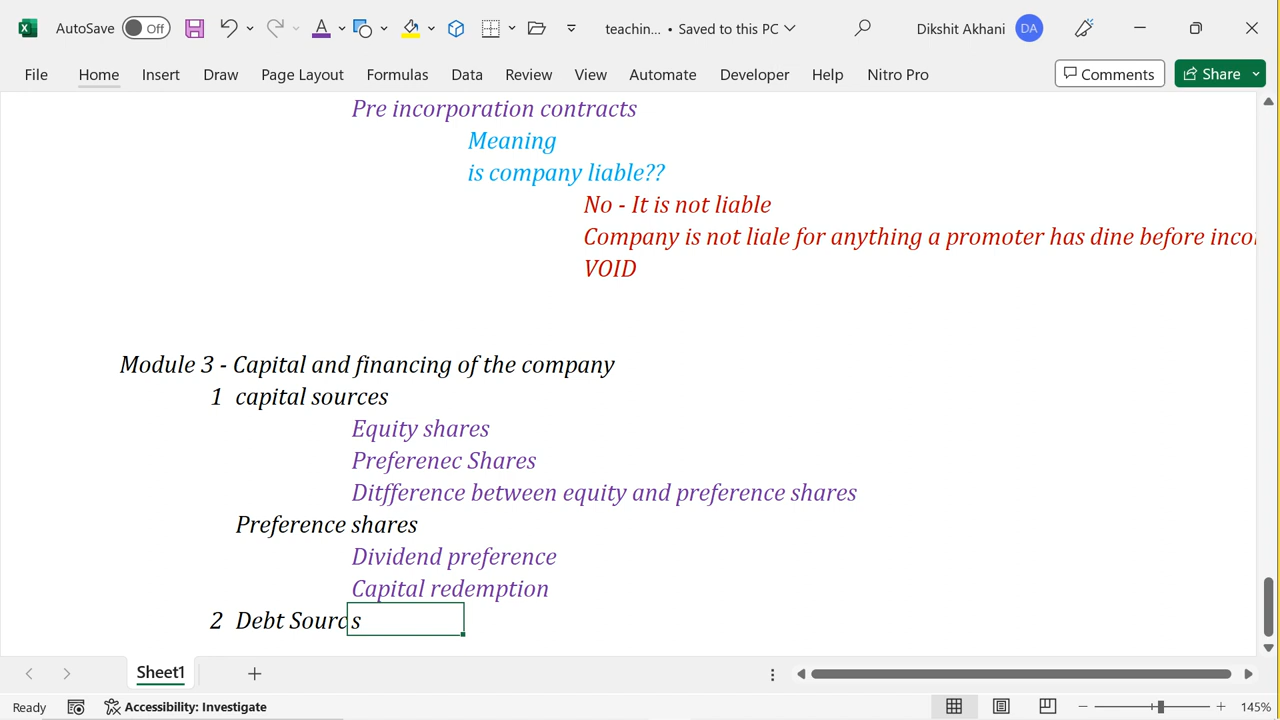 AutoSave Off teachin... • Saved to this PC Dikshit Akhani DA
File Home Insert Draw Page Layout Formulas Data Review View Automate Developer Help Nitro Pro Comments Share
Pre incorporation contracts
Meaning
is company liable??
No - It is not liable
Company is not liale for anything a promoter has dine before inco
VOID
Module 3 - Capital and financing of the company
1 capital sources
Equity shares
Preferenec Shares
Ditfference between equity and preference shares
Preference shares
Dividend preference
Capital redemption
2 Debt Sourcs
Sheet1
Ready Accessibility: Investigate 145%